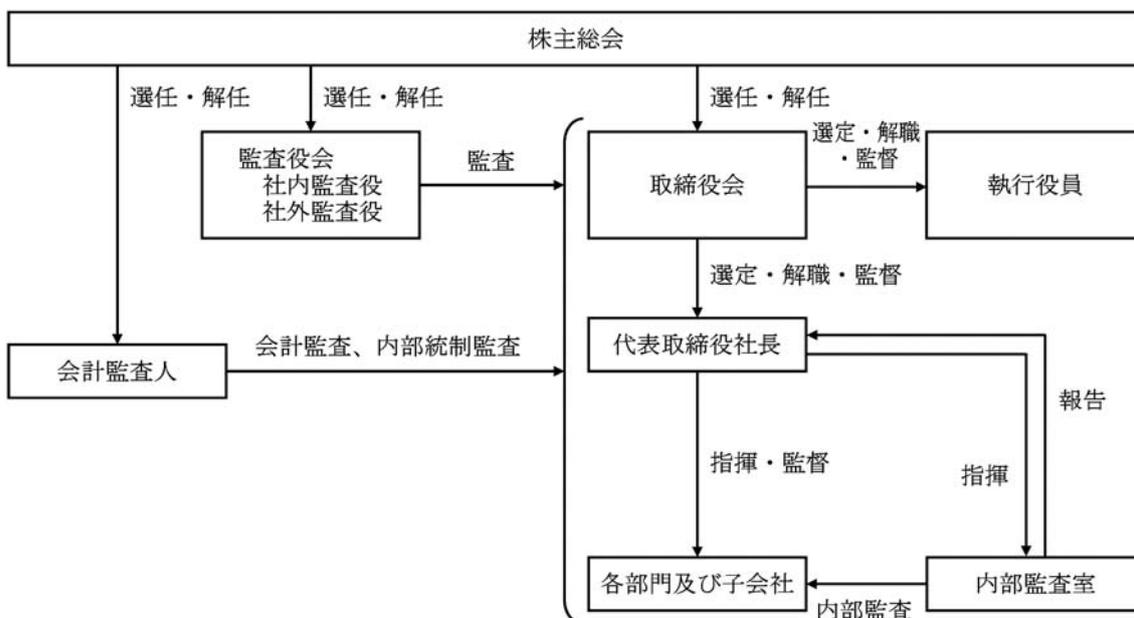 株主総会
選任・解任
選任・解任
選任・解任
監査役会
社内監査役
社外監査役
監査
取締役会
選定・解職
・監督
執行役員
選定・解職・監督
会計監査人
会計監査、内部統制監査
代表取締役社長
報告
指揮・監督
指揮
各部門及び子会社
内部監査
内部監査室